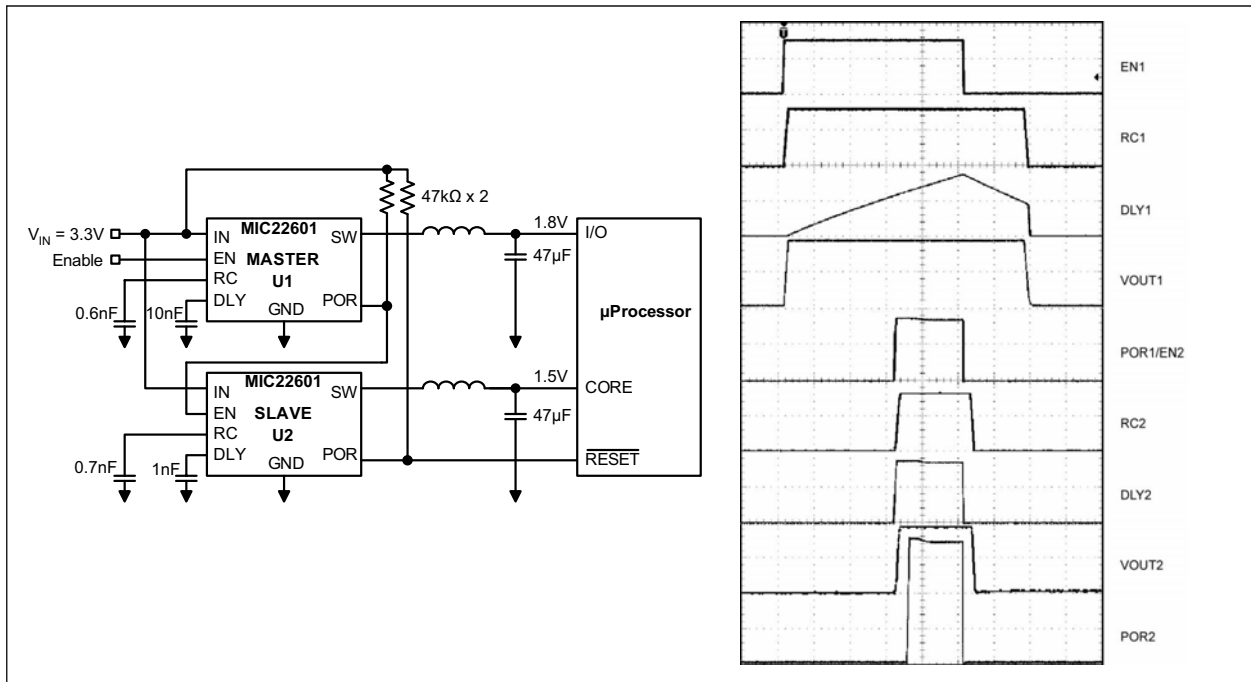 47kΩ x 2
V_IN = 3.3V
Enable
MIC22601
MASTER
U1
IN
EN
RC
DLY
GND
SW
POR
0.6nF
10nF
1.8V
47µF
I/O
µProcessor
CORE
RESET
MIC22601
SLAVE
U2
IN
EN
RC
DLY
GND
SW
POR
0.7nF
1nF
1.5V
47µF
EN1
RC1
DLY1
VOUT1
POR1/EN2
RC2
DLY2
VOUT2
POR2